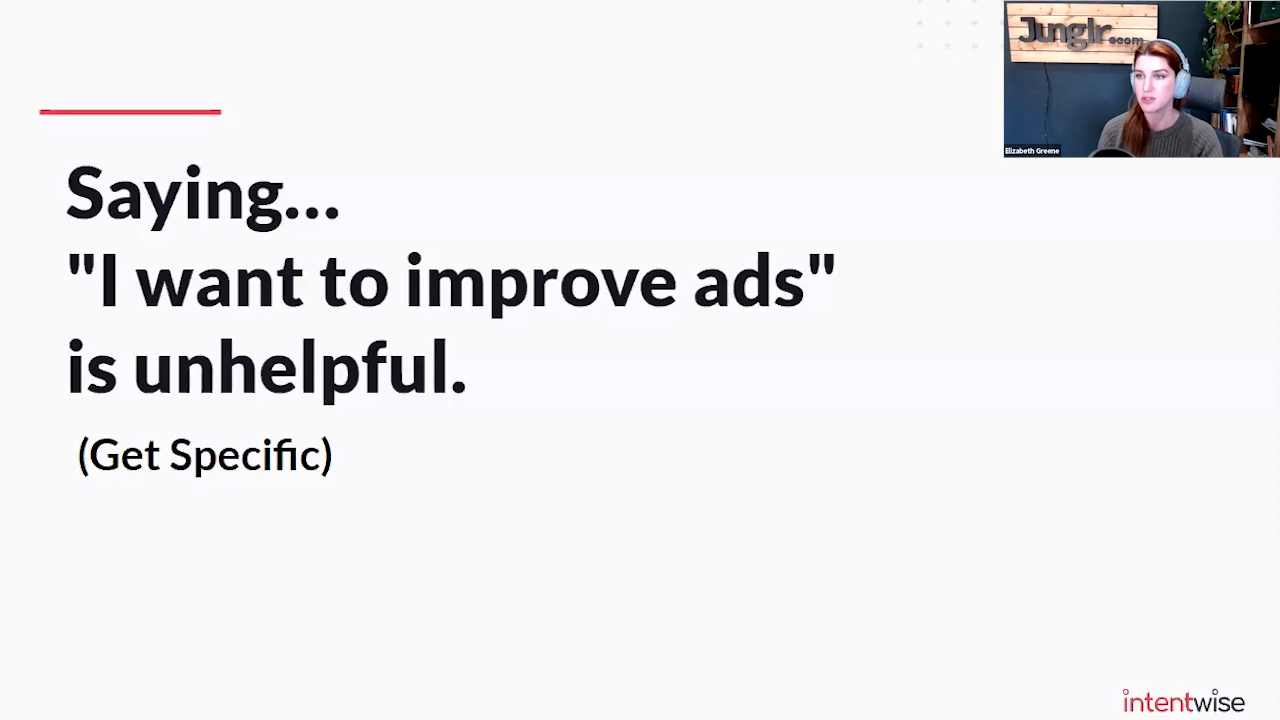 Junglr.com
Elizabeth Greene
Saying...
"I want to improve ads"
is unhelpful.
(Get Specific)
intentwise